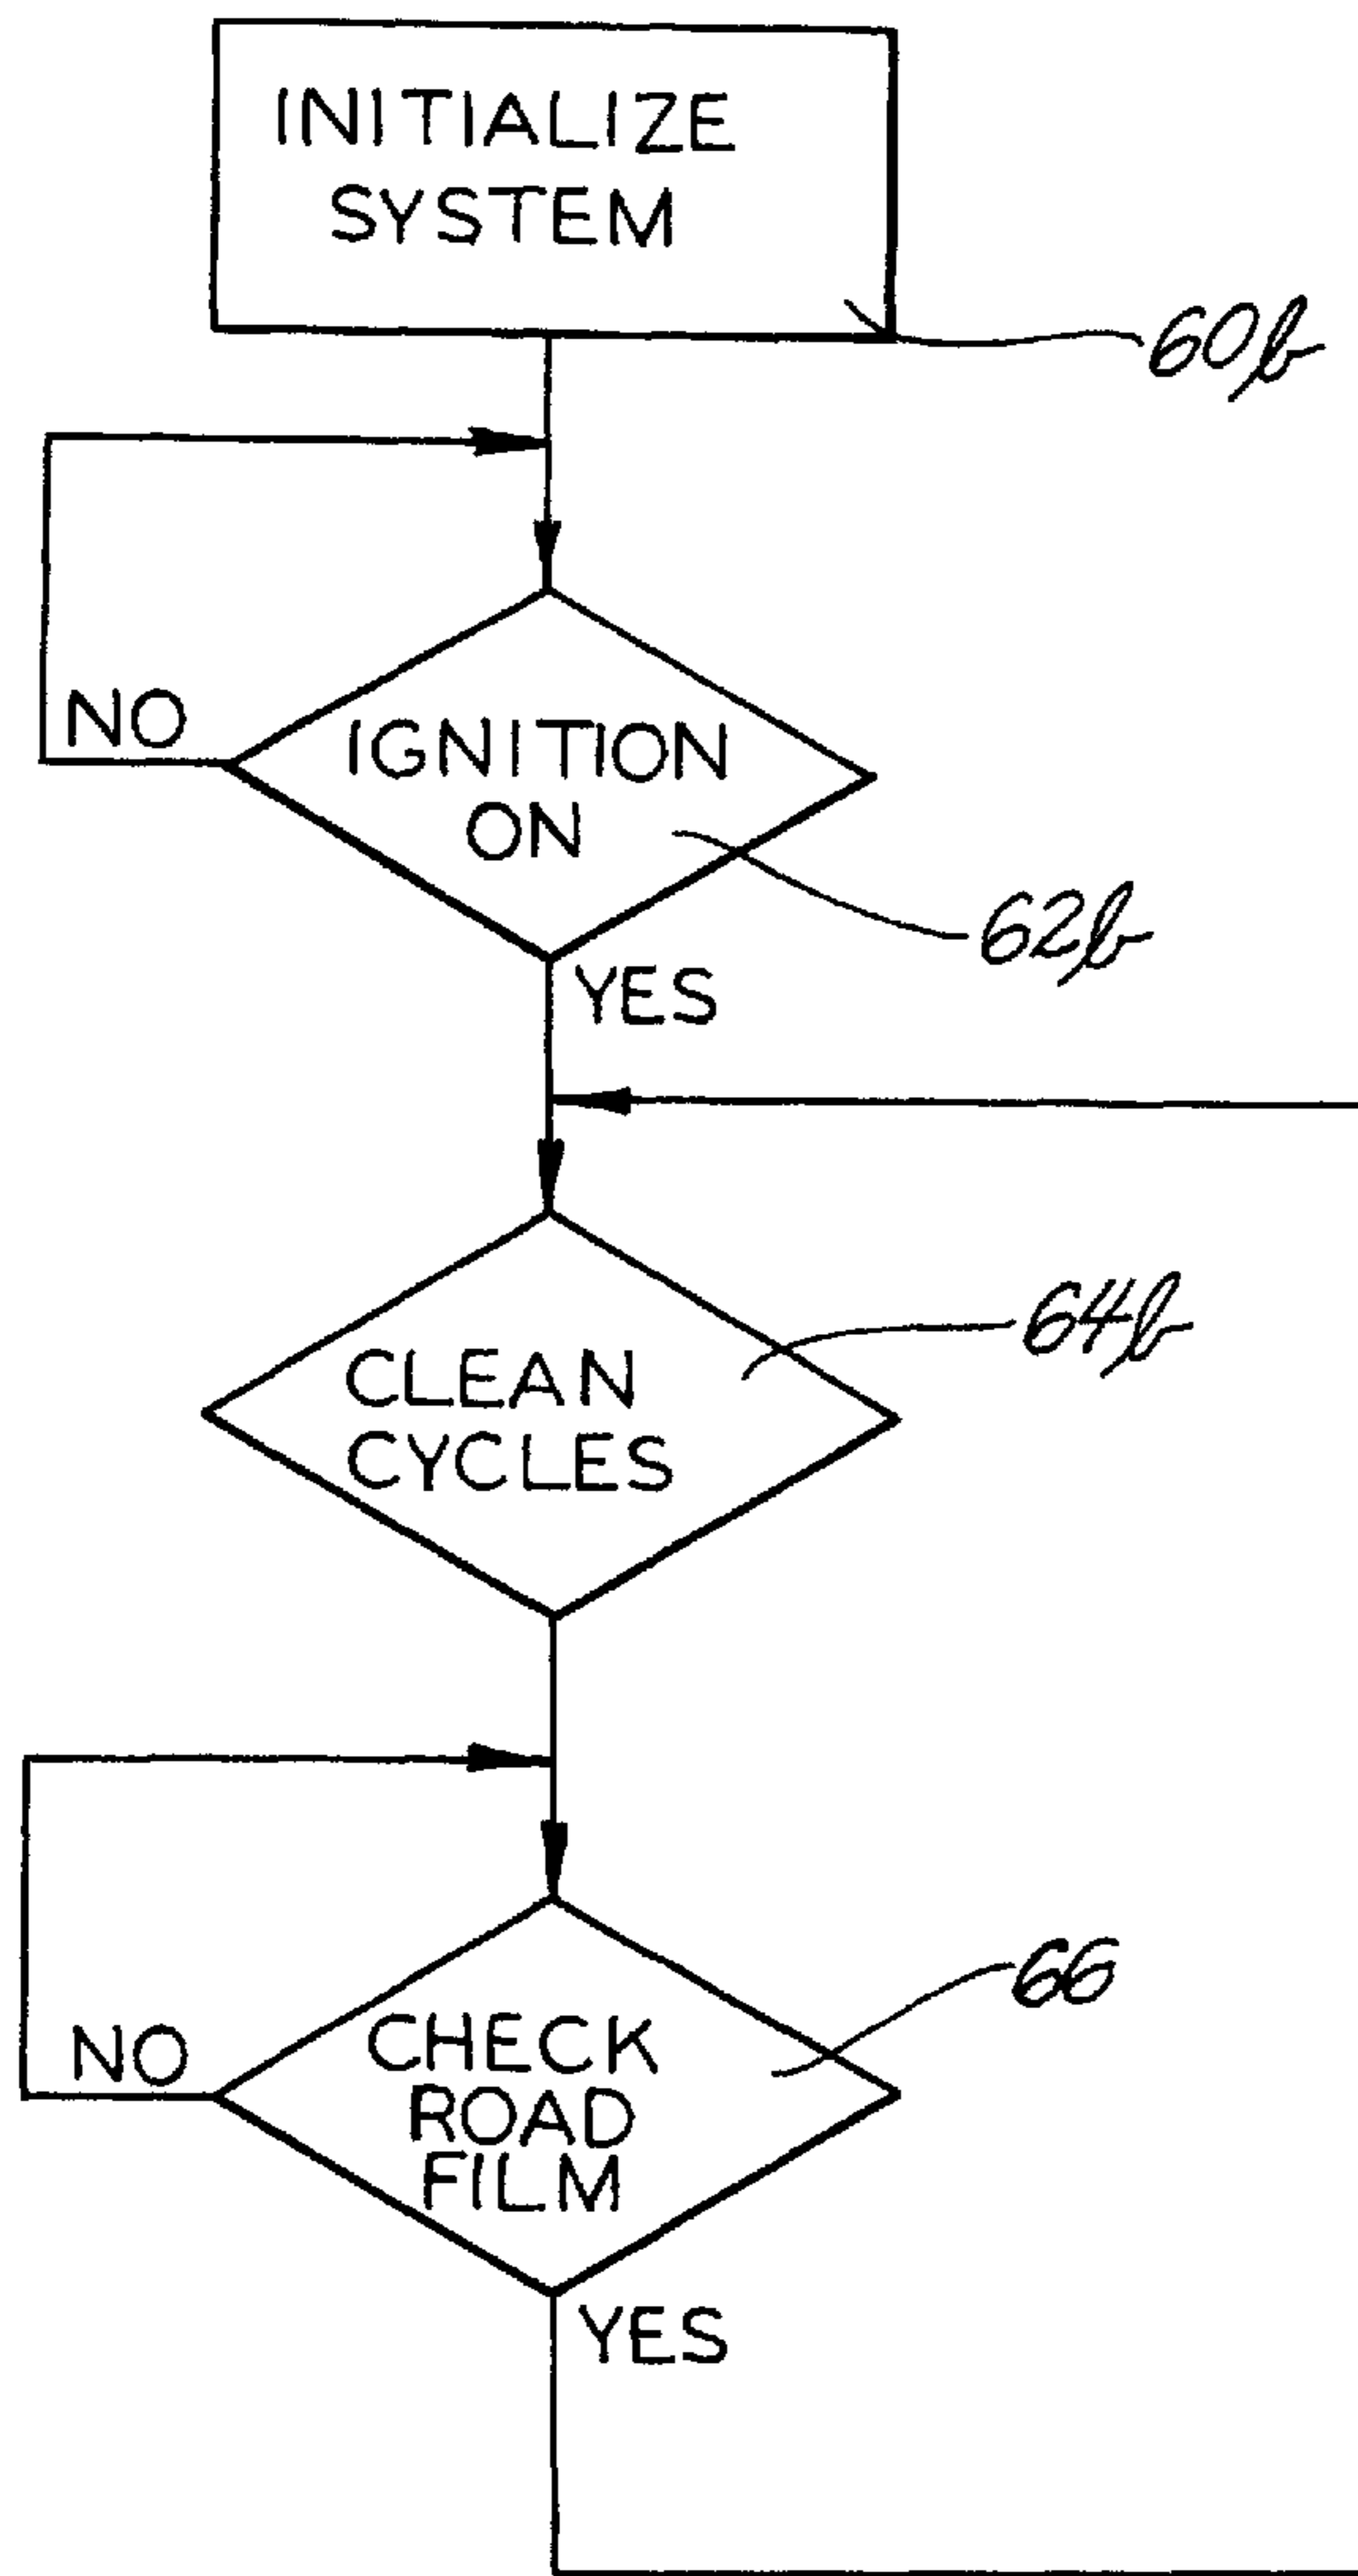 INITIALIZE
SYSTEM
60b
NO
IGNITION
ON
62b
YES
64b
CLEAN
CYCLES
66
NO
CHECK
ROAD
FILM
YES